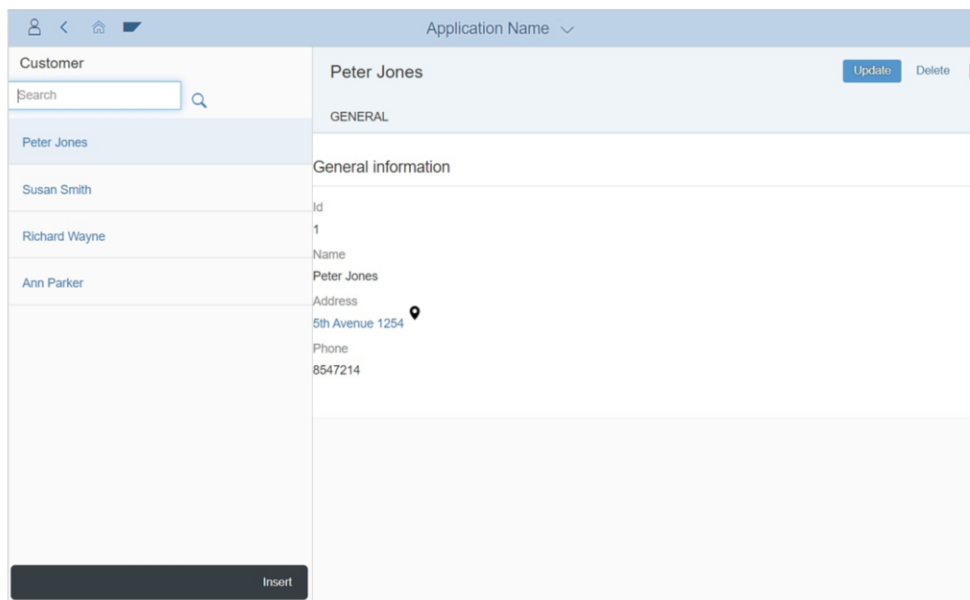 Application Name
Customer
Search
Peter Jones
Susan Smith
Richard Wayne
Ann Parker
Insert
Peter Jones
Update Delete
GENERAL
General information
Id
1
Name
Peter Jones
Address
5th Avenue 1254
Phone
8547214